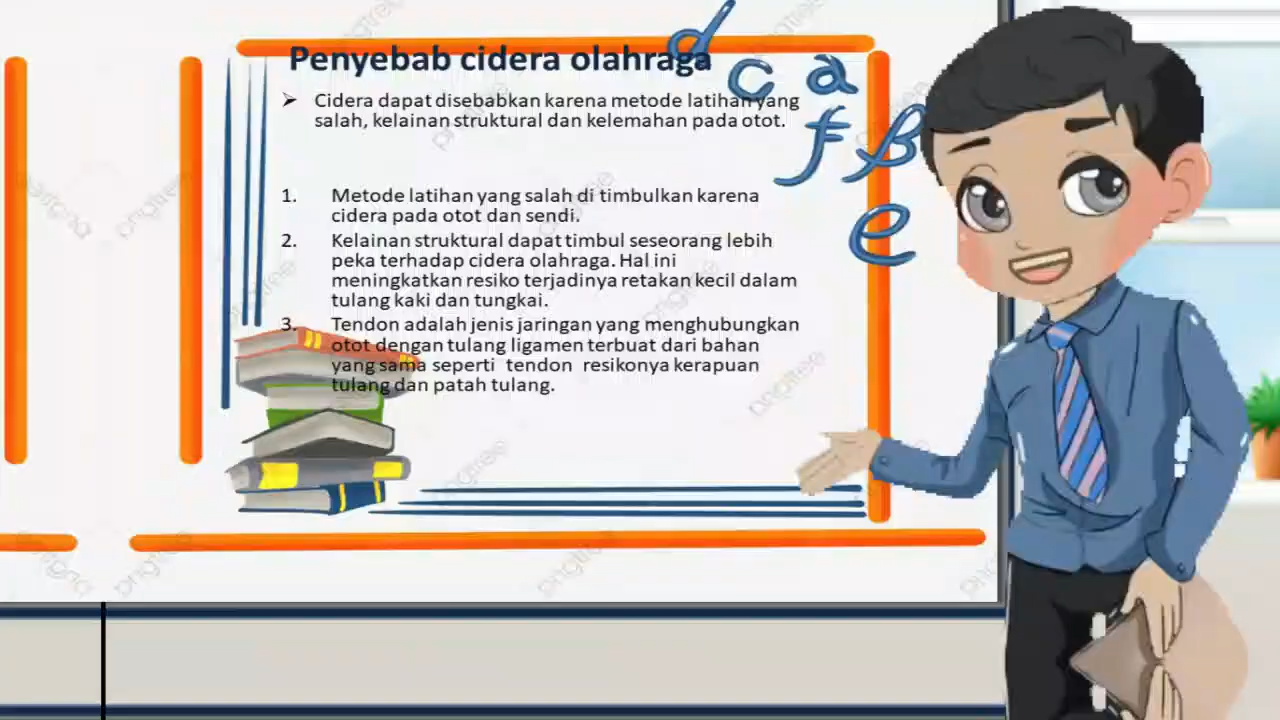 Penyebab cidera olahraga
d
c a
f β
e
➢ Cidera dapat disebabkan karena metode latihan yang
salah, kelainan struktural dan kelemahan pada otot.
1. Metode latihan yang salah di timbulkan karena
cidera pada otot dan sendi.
2. Kelainan struktural dapat timbul seseorang lebih
peka terhadap cidera olahraga. Hal ini
meningkatkan resiko terjadinya retakan kecil dalam
tulang kaki dan tungkai.
3. Tendon adalah jenis jaringan yang menghubungkan
otot dengan tulang ligamen terbuat dari bahan
yang sama seperti tendon resikonya kerapuan
tulang dan patah tulang.
pngtree